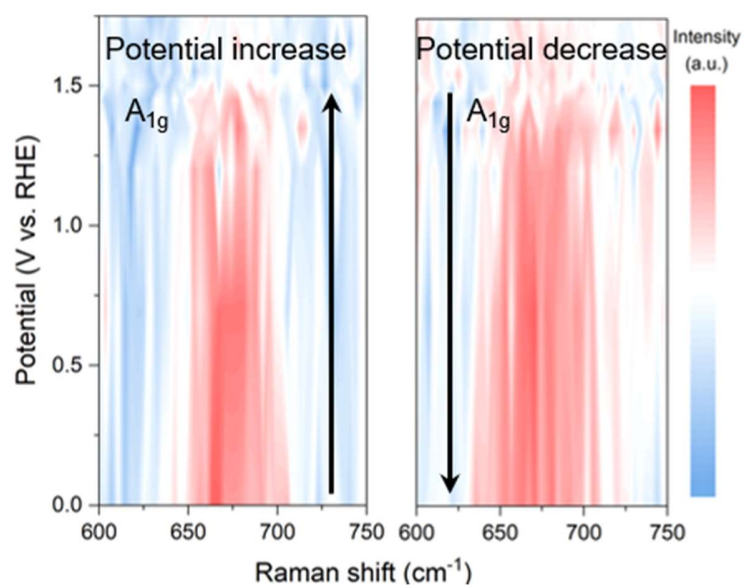 Potential increase
Potential decrease
Intensity
(a.u.)
A1g
A1g
Potential (V vs. RHE)
1.5
1.0
0.5
0.0
600
650
700
750
600
650
700
750
Raman shift (cm-1)